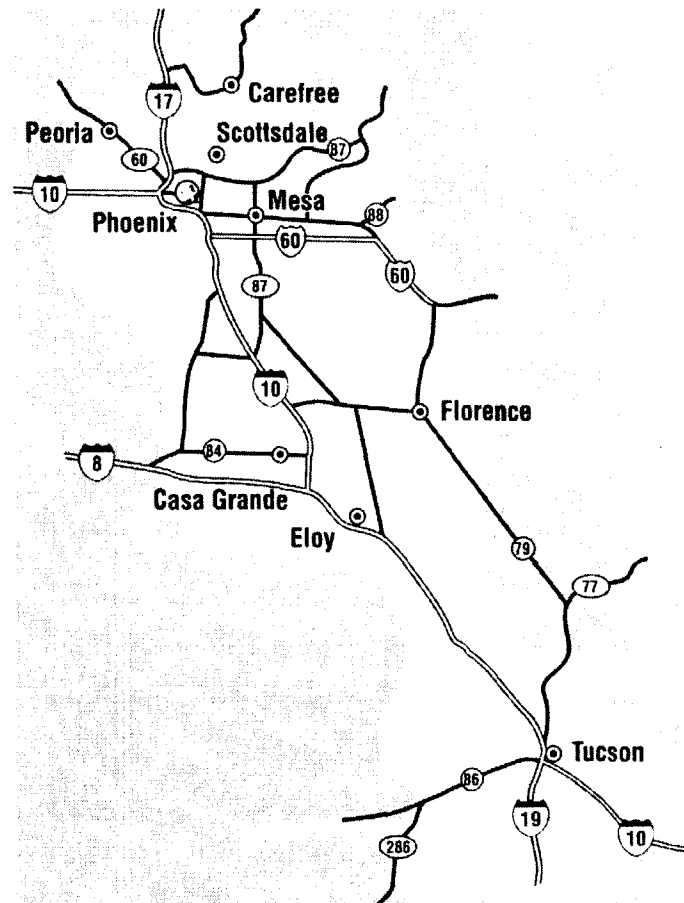 Carefree
17
Peoria
Scottsdale
60
87
10
Mesa
88
Phoenix
60
60
87
10
Florence
84
8
Casa Grande
Eloy
79
77
Tucson
86
19
10
286